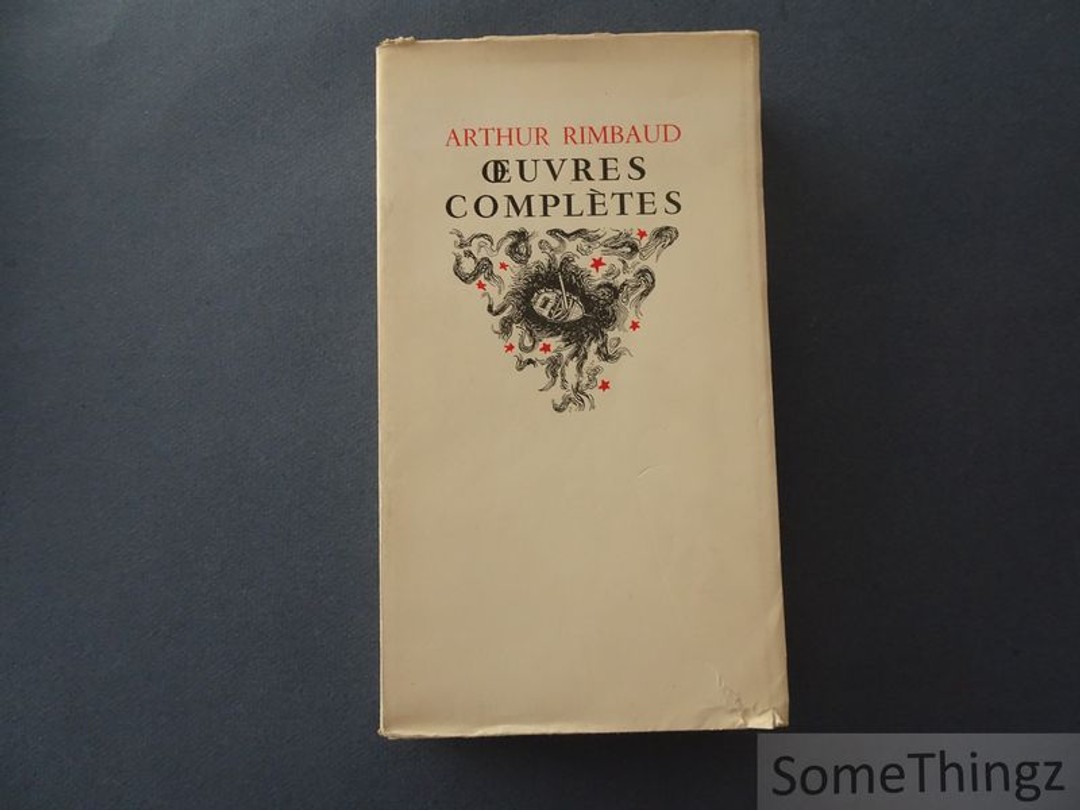 ARTHUR RIMBAUD
ŒUVRES
COMPLÈTES
SomeThingz